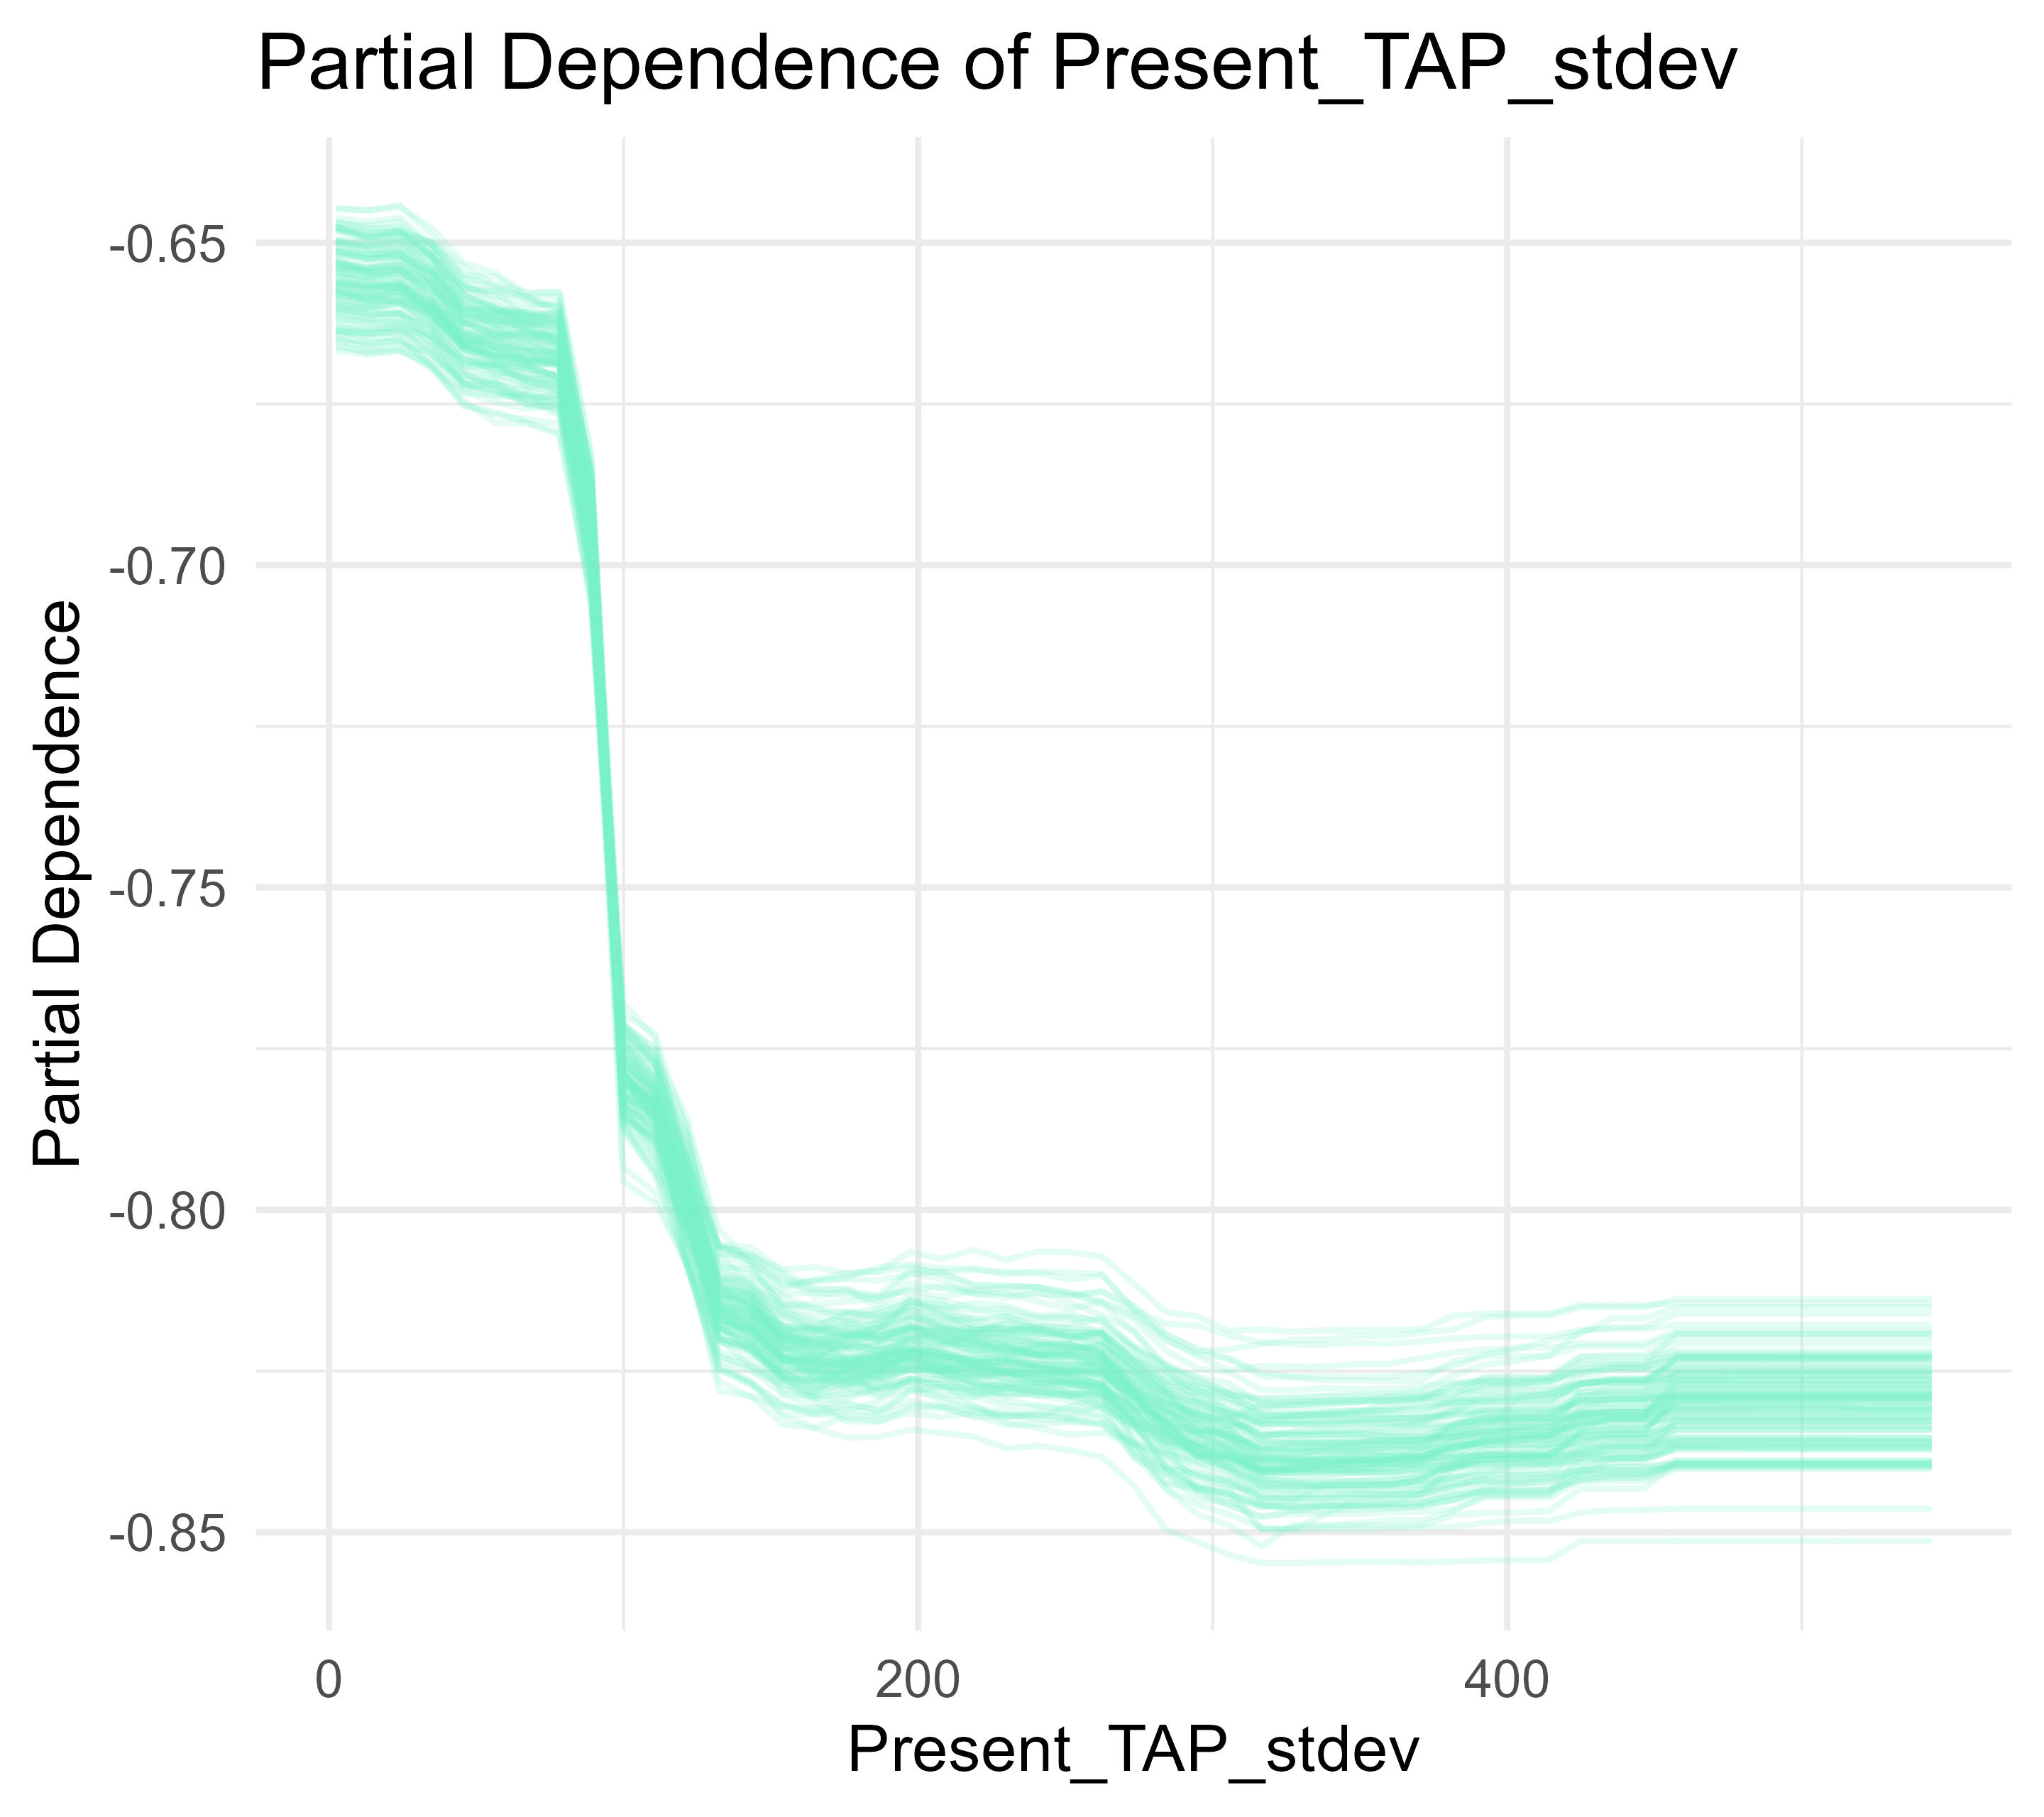 Partial Dependence of Present_TAP_stdev
Partial Dependence
-0.65
-0.70
-0.75
-0.80
-0.85
0 200 400
Present_TAP_stdev